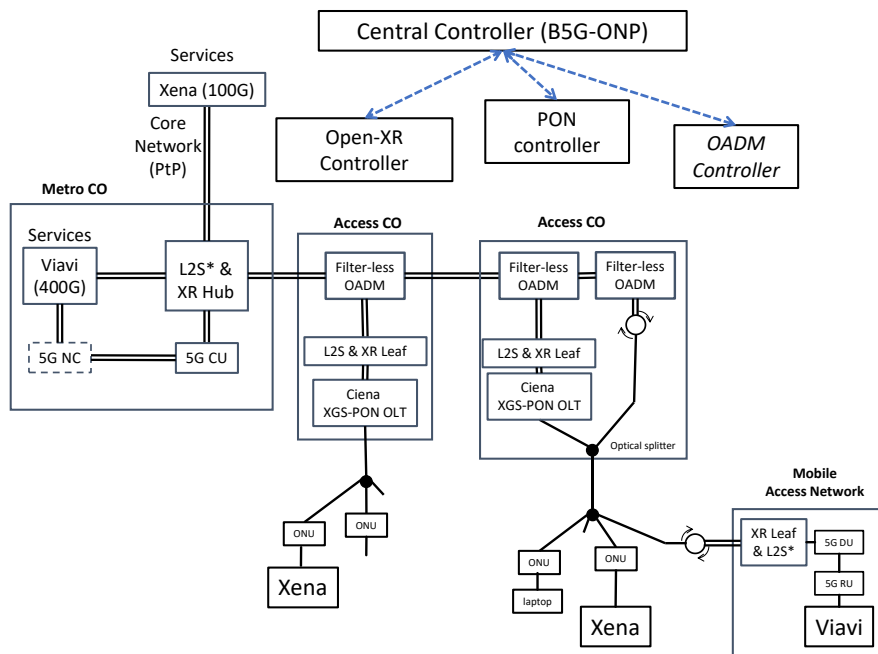 Central Controller (B5G-ONP)
Services
Xena (100G)
Core
Network
(PtP)
Open-XR
Controller
PON
controller
OADM
Controller
Metro CO
Access CO
Access CO
Services
Viavi
(400G)
L2S* &
XR Hub
Filter-less
OADM
Filter-less
OADM
Filter-less
OADM
5G NC
5G CU
L2S & XR Leaf
L2S & XR Leaf
Ciena
XGS-PON OLT
Ciena
XGS-PON OLT
Optical splitter
Mobile
Access Network
ONU
ONU
Xena
ONU
laptop
ONU
Xena
XR Leaf
& L2S*
5G DU
5G RU
Viavi